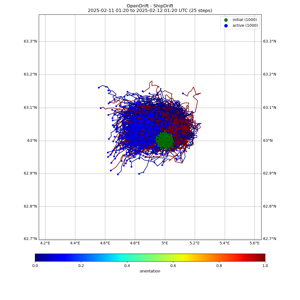 OpenDrift - ShipDrift
2025-02-11 01:20 to 2025-02-12 01:20 UTC (25 steps)
initial (1000)
active (1000)
63.3°N 63.3°N
63.2°N 63.2°N
63.1°N 63.1°N
63°N 63°N
62.9°N 62.9°N
62.8°N 62.8°N
62.7°N 62.7°N
4.2°E 4.4°E 4.6°E 4.8°E 5°E 5.2°E 5.4°E 5.6°E
0.0 0.2 0.4 0.6 0.8 1.0
orientation